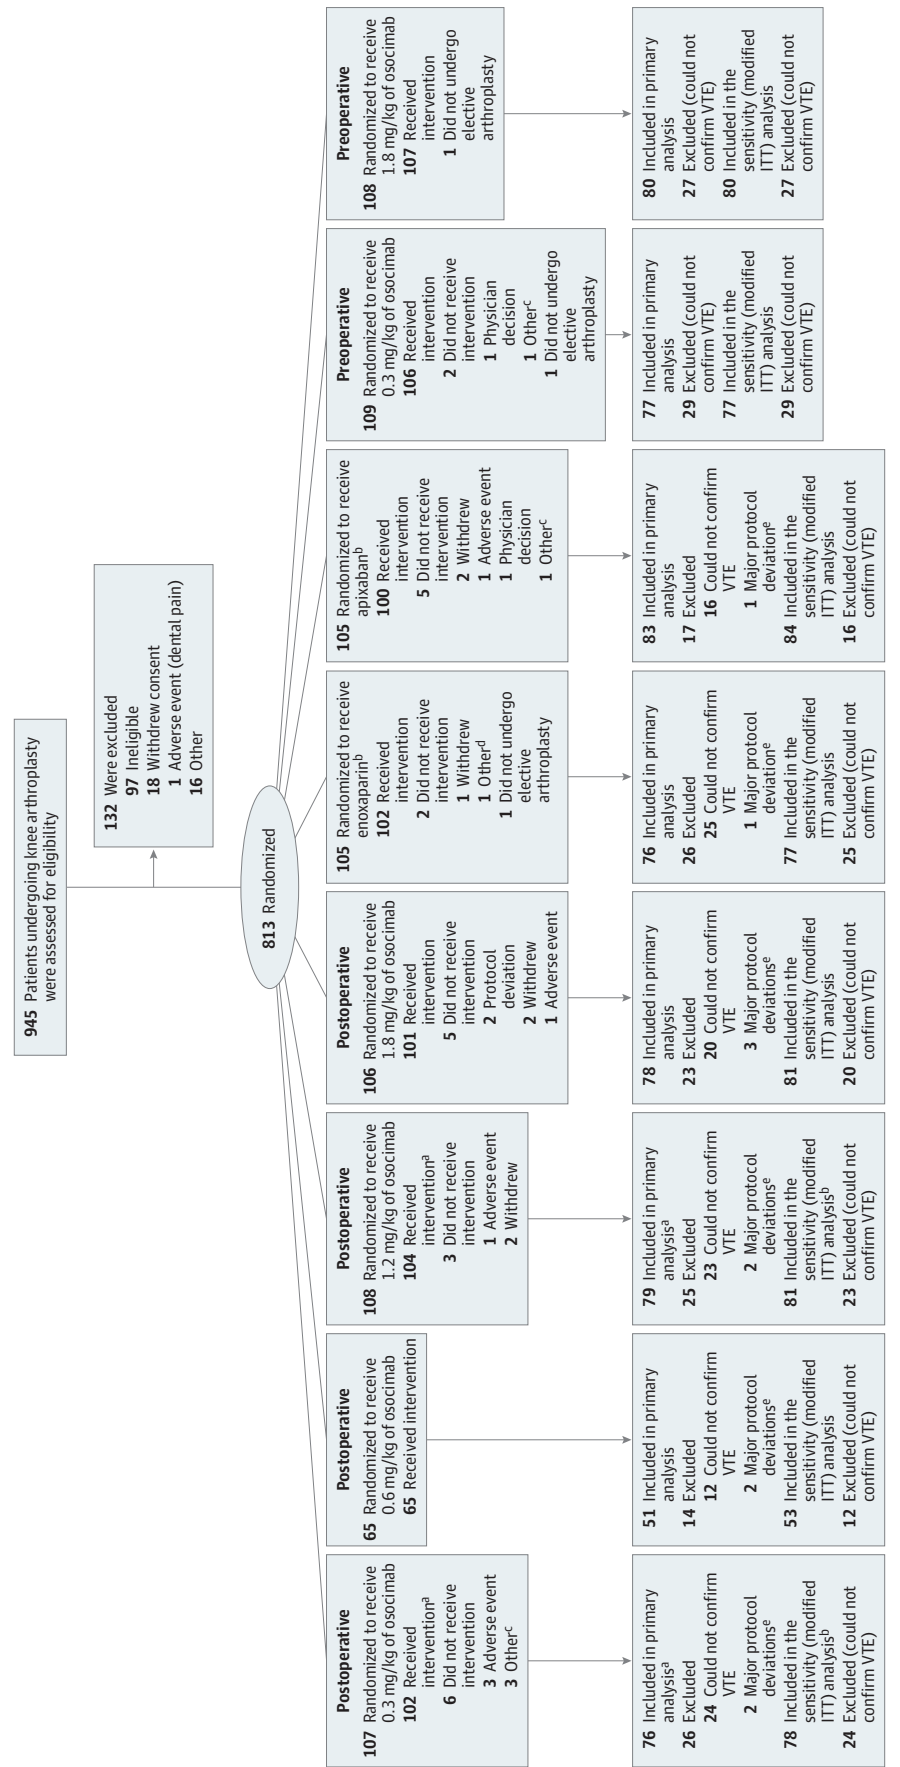 945 Patients undergoing knee arthroplasty
were assessed for eligibility
132 Were excluded
97 Ineligible
18 Withdrew consent
1 Adverse event (dental pain)
16 Other
813 Randomized
Postoperative
107 Randomized to receive
0.3 mg/kg of osocimab
102 Received
interventionᵃ
6 Did not receive
intervention
3 Adverse event
3 Otherᶜ
Postoperative
65 Randomized to receive
0.6 mg/kg of osocimab
65 Received intervention
Postoperative
108 Randomized to receive
1.2 mg/kg of osocimab
104 Received
interventionᵃ
3 Did not receive
intervention
1 Adverse event
2 Withdrew
Postoperative
106 Randomized to receive
1.8 mg/kg of osocimab
101 Received
intervention
5 Did not receive
intervention
2 Protocol
deviation
2 Withdrew
1 Adverse event
105 Randomized to receive
enoxaparinᵇ
102 Received
intervention
2 Did not receive
intervention
1 Withdrew
1 Otherᵈ
1 Did not undergo
elective
arthroplasty
105 Randomized to receive
apixabanᵇ
100 Received
intervention
5 Did not receive
intervention
2 Withdrew
1 Adverse event
1 Physician
decision
1 Otherᶜ
Preoperative
109 Randomized to receive
0.3 mg/kg of osocimab
106 Received
intervention
2 Did not receive
intervention
1 Physician
decision
1 Otherᶜ
1 Did not undergo
elective
arthroplasty
Preoperative
108 Randomized to receive
1.8 mg/kg of osocimab
107 Received
intervention
1 Did not undergo
elective
arthroplasty
76 Included in primary
analysisᵃ
26 Excluded
24 Could not confirm
VTE
2 Major protocol
deviationsᵉ
78 Included in the
sensitivity (modified
ITT) analysisᵇ
24 Excluded (could not
confirm VTE)
51 Included in primary
analysis
14 Excluded
12 Could not confirm
VTE
2 Major protocol
deviationsᵉ
53 Included in the
sensitivity (modified
ITT) analysis
12 Excluded (could not
confirm VTE)
79 Included in primary
analysisᵃ
25 Excluded
23 Could not confirm
VTE
2 Major protocol
deviationsᵉ
81 Included in the
sensitivity (modified
ITT) analysisᵇ
23 Excluded (could not
confirm VTE)
78 Included in primary
analysis
23 Excluded
20 Could not confirm
VTE
3 Major protocol
deviationsᵉ
81 Included in the
sensitivity (modified
ITT) analysis
20 Excluded (could not
confirm VTE)
76 Included in primary
analysis
26 Excluded
25 Could not confirm
VTE
1 Major protocol
deviationᵉ
77 Included in the
sensitivity (modified
ITT) analysis
25 Excluded (could not
confirm VTE)
83 Included in primary
analysis
17 Excluded
16 Could not confirm
VTE
1 Major protocol
deviationᵉ
84 Included in the
sensitivity (modified
ITT) analysis
16 Excluded (could not
confirm VTE)
77 Included in primary
analysis
29 Excluded (could not
confirm VTE)
77 Included in the
sensitivity (modified
ITT) analysis
29 Excluded (could not
confirm VTE)
80 Included in primary
analysis
27 Excluded (could not
confirm VTE)
80 Included in the
sensitivity (modified
ITT) analysis
27 Excluded (could not
confirm VTE)